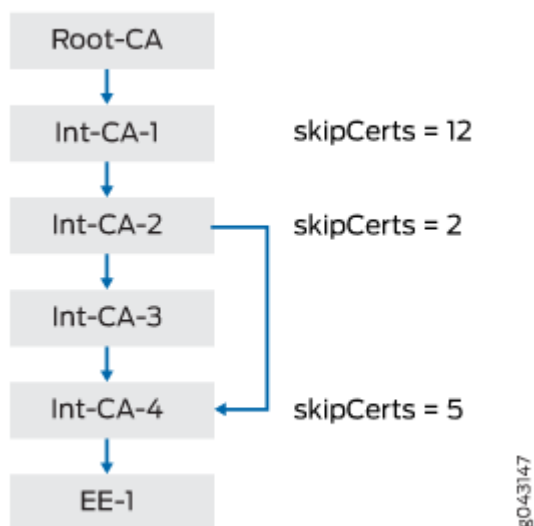 Root-CA
Int-CA-1 skipCerts = 12
Int-CA-2 skipCerts = 2
Int-CA-3
Int-CA-4 skipCerts = 5
EE-1
g043147